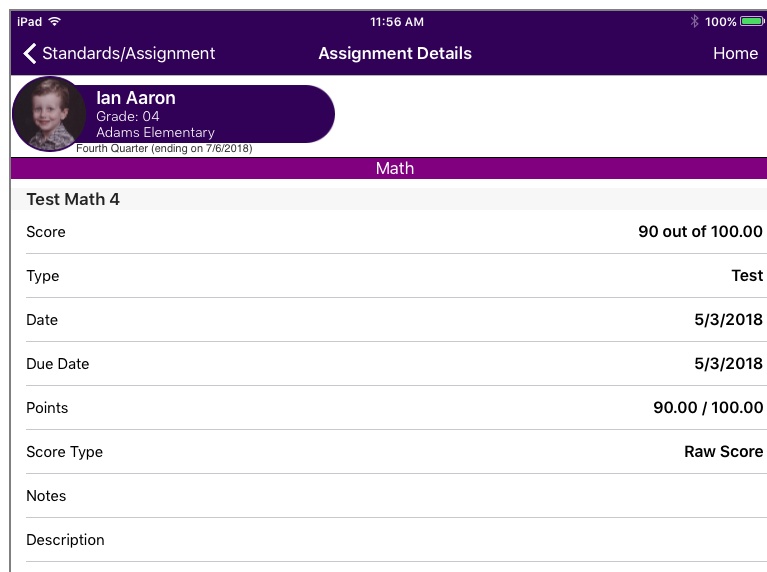 iPad 11:56 AM 100%
Standards/Assignment Assignment Details Home
Ian Aaron
Grade: 04
Adams Elementary
Fourth Quarter (ending on 7/6/2018)
Math
Test Math 4
Score 90 out of 100.00
Type Test
Date 5/3/2018
Due Date 5/3/2018
Points 90.00 / 100.00
Score Type Raw Score
Notes
Description